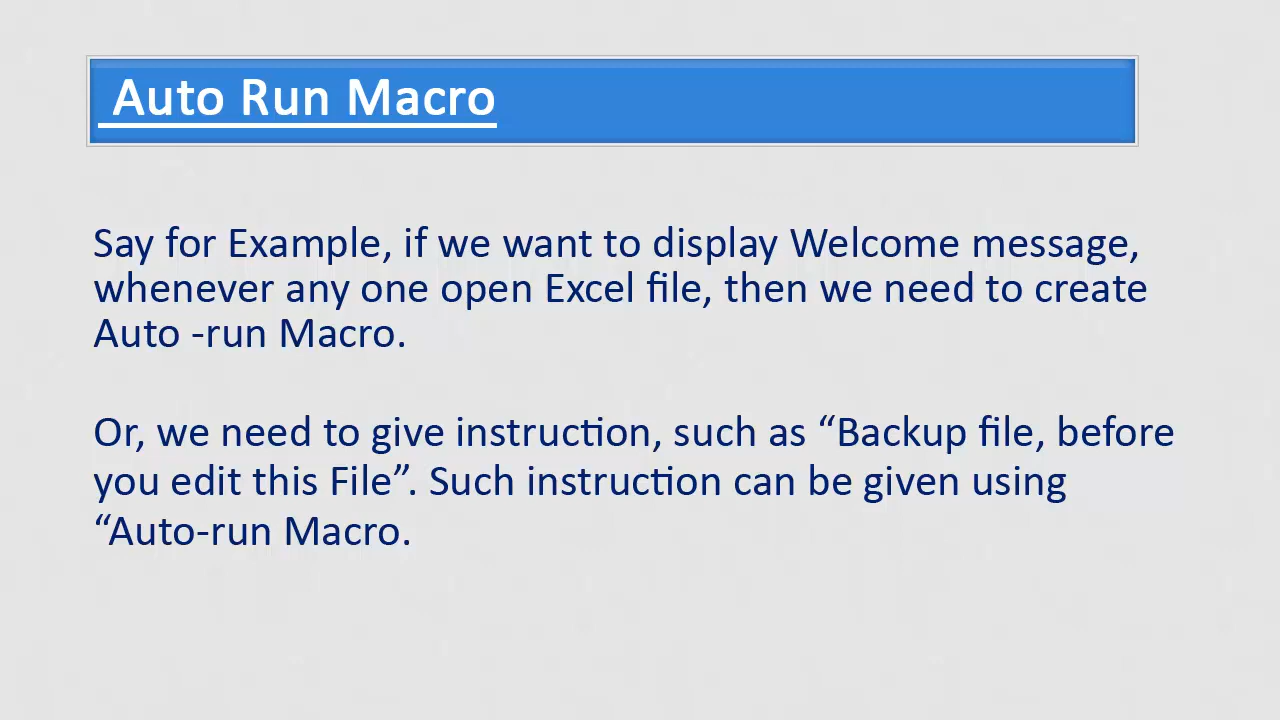 Auto Run Macro
Say for Example, if we want to display Welcome message,
whenever any one open Excel file, then we need to create
Auto -run Macro.
Or, we need to give instruction, such as “Backup file, before
you edit this File”. Such instruction can be given using
“Auto-run Macro.